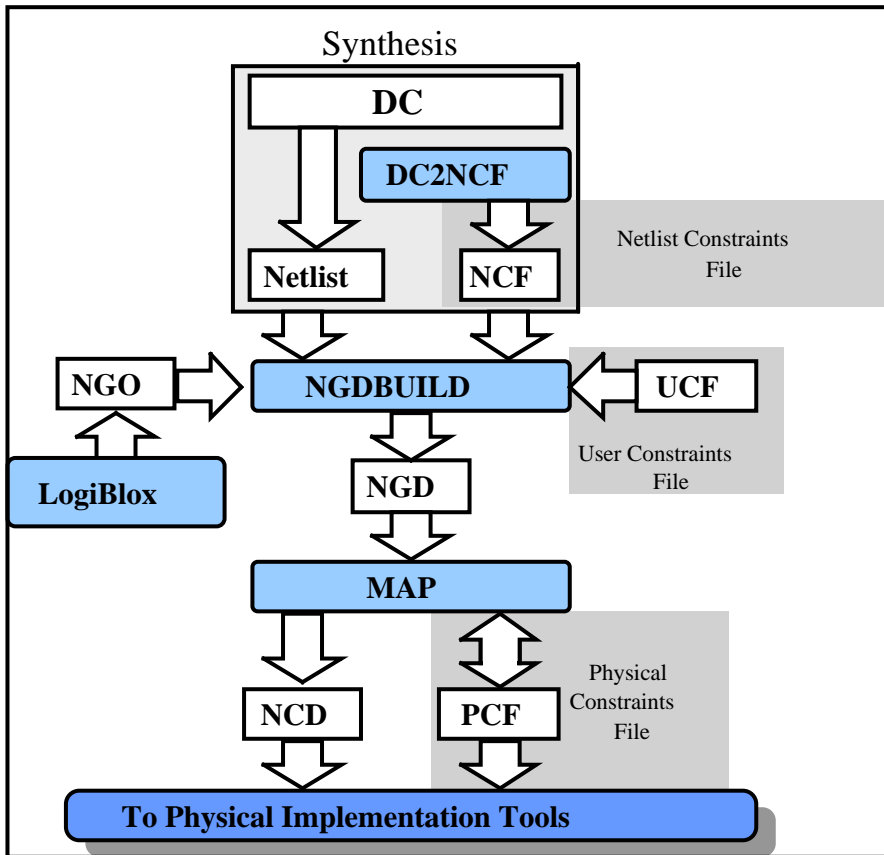 Synthesis
DC
DC2NCF
Netlist Constraints
File
Netlist
NCF
NGO
NGDBUILD
UCF
User Constraints
File
LogiBlox
NGD
MAP
Physical
Constraints
File
NCD
PCF
To Physical Implementation Tools